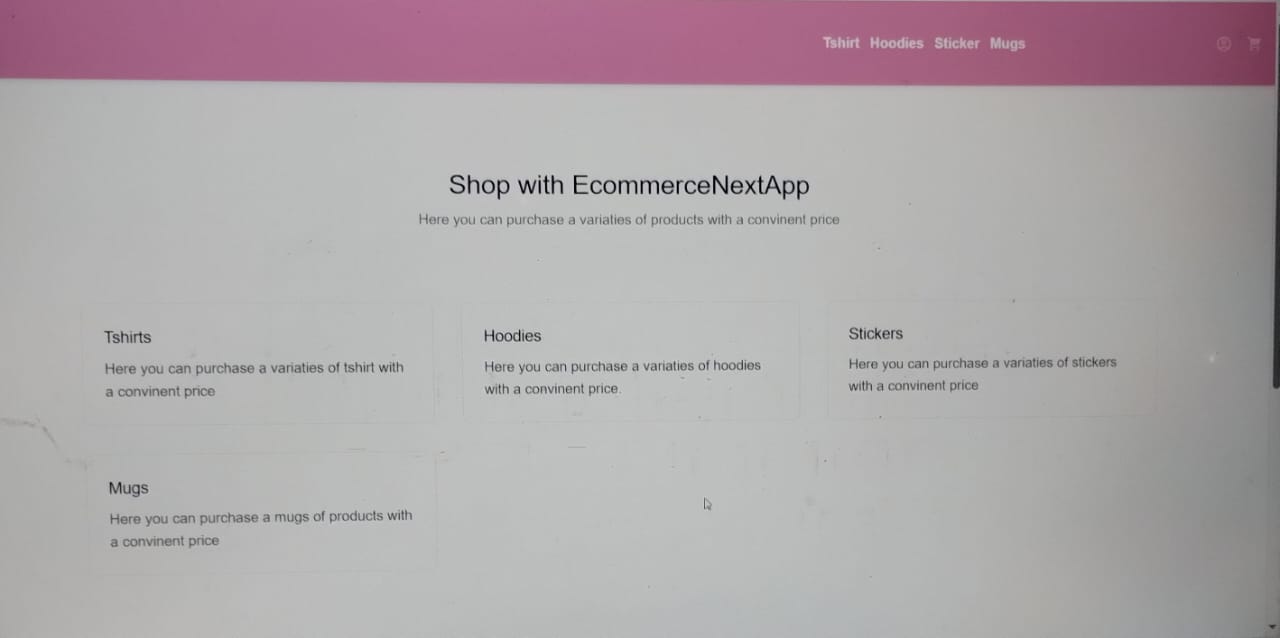 Tshirt Hoodies Sticker Mugs
Shop with EcommerceNextApp
Here you can purchase a variaties of products with a convinent price
Tshirts
Here you can purchase a variaties of tshirt with
a convinent price
Hoodies
Here you can purchase a variaties of hoodies
with a convinent price.
Stickers
Here you can purchase a variaties of stickers
with a convinent price
Mugs
Here you can purchase a mugs of products with
a convinent price